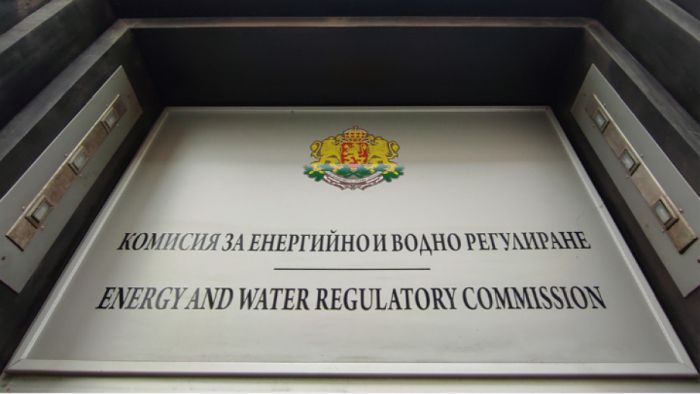 КОМИСИЯ ЗА ЕНЕРГИЙНО И ВОДНО РЕГУЛИРАНЕ
ENERGY AND WATER REGULATORY COMMISSION